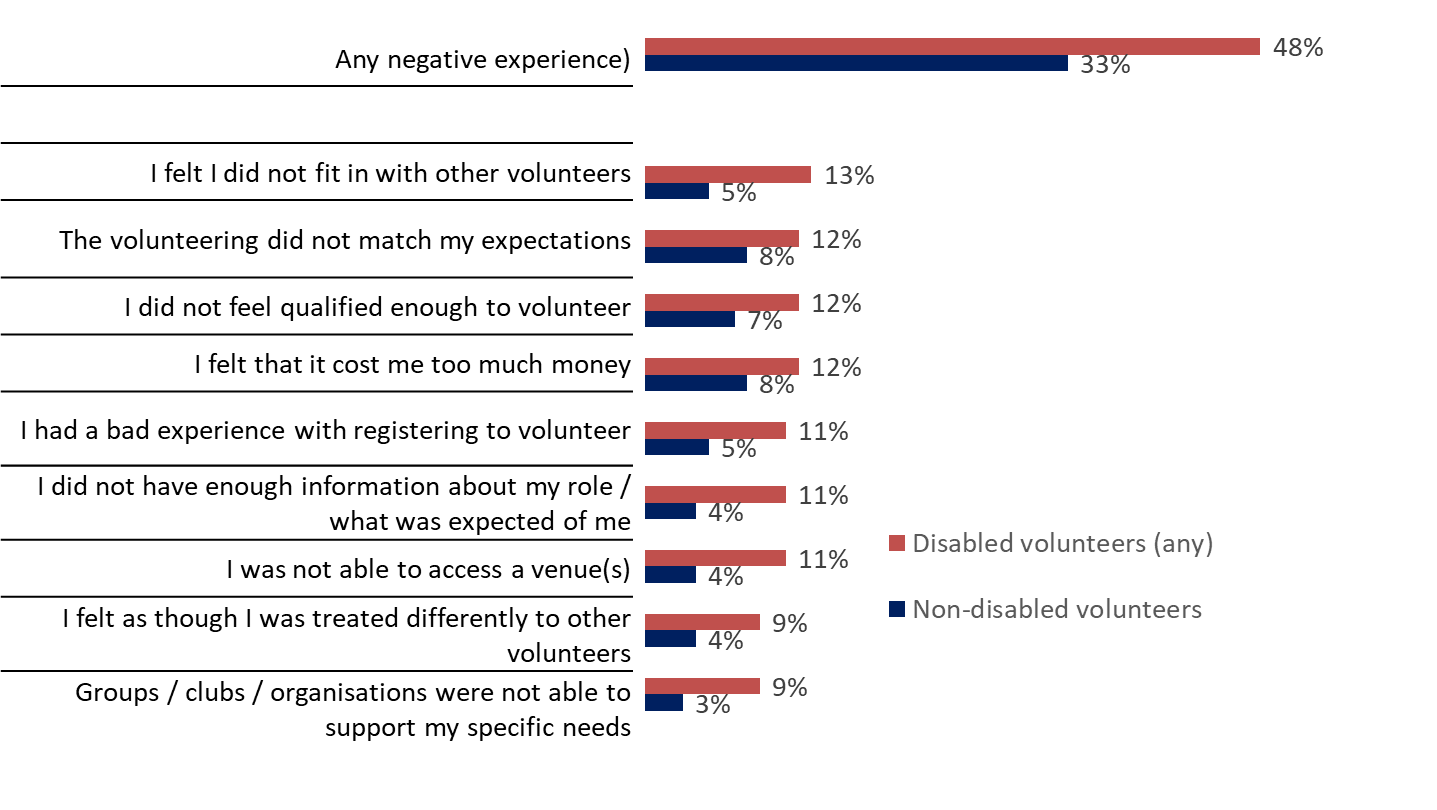 Any negative experience)
48%
33%
I felt I did not fit in with other volunteers
13%
5%
The volunteering did not match my expectations
12%
8%
I did not feel qualified enough to volunteer
12%
7%
I felt that it cost me too much money
12%
8%
I had a bad experience with registering to volunteer
11%
5%
I did not have enough information about my role /
what was expected of me
11%
4%
I was not able to access a venue(s)
11%
4%
I felt as though I was treated differently to other
volunteers
9%
4%
Groups / clubs / organisations were not able to
support my specific needs
9%
3%
Disabled volunteers (any)
Non-disabled volunteers